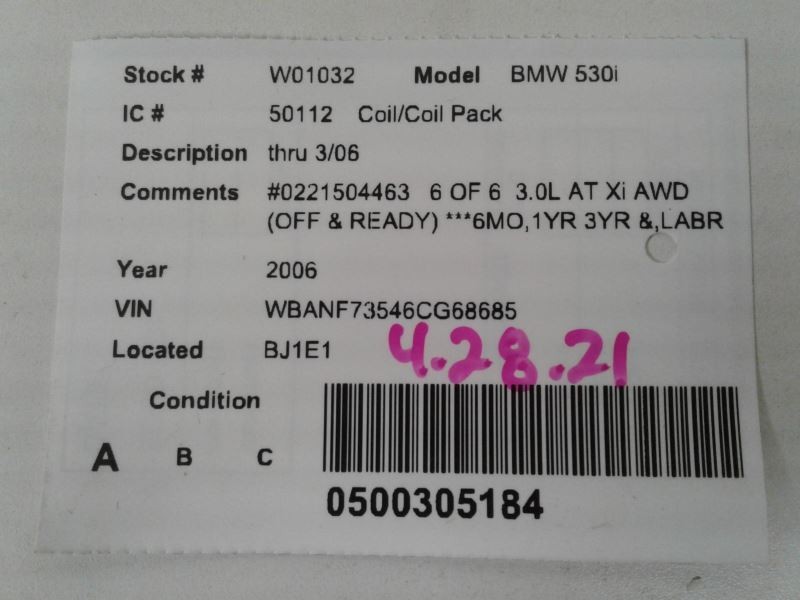 Stock # W01032 Model BMW 530i
IC # 50112 Coil/Coil Pack
Description thru 3/06
Comments #0221504463 6 OF 6 3.0L AT Xi AWD
(OFF & READY) ***6MO,1YR 3YR &,LABR
Year 2006
VIN WBANF73546CG68685
Located BJ1E1 4.28.21
Condition
A B C
0500305184